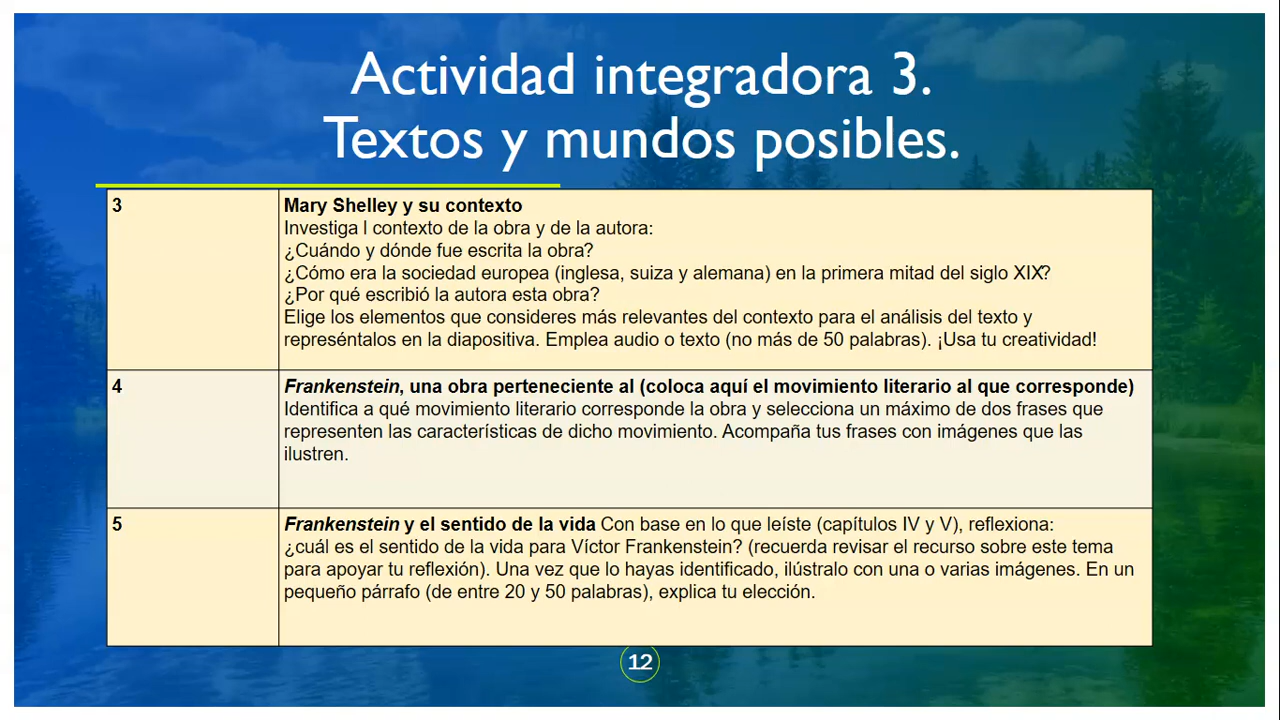 Actividad integradora 3.
Textos y mundos posibles.
3
Mary Shelley y su contexto
Investiga l contexto de la obra y de la autora:
¿Cuándo y dónde fue escrita la obra?
¿Cómo era la sociedad europea (inglesa, suiza y alemana) en la primera mitad del siglo XIX?
¿Por qué escribió la autora esta obra?
Elige los elementos que consideres más relevantes del contexto para el análisis del texto y
represéntalos en la diapositiva. Emplea audio o texto (no más de 50 palabras). ¡Usa tu creatividad!
4
Frankenstein, una obra perteneciente al (coloca aquí el movimiento literario al que corresponde)
Identifica a qué movimiento literario corresponde la obra y selecciona un máximo de dos frases que
representen las características de dicho movimiento. Acompaña tus frases con imágenes que las
ilustren.
5
Frankenstein y el sentido de la vida Con base en lo que leíste (capítulos IV y V), reflexiona:
¿cuál es el sentido de la vida para Víctor Frankenstein? (recuerda revisar el recurso sobre este tema
para apoyar tu reflexión). Una vez que lo hayas identificado, ilústralo con una o varias imágenes. En un
pequeño párrafo (de entre 20 y 50 palabras), explica tu elección.
12